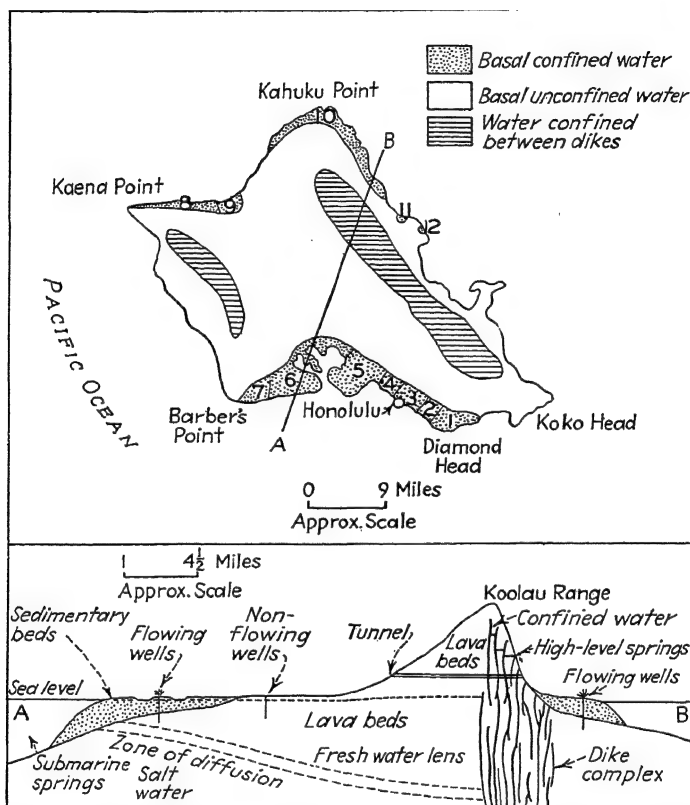 Basal confined water
Kahuku Point
Basal unconfined water
B
Water confined
between dikes
Kaena Point
8
9
11
12
PACIFIC OCEAN
7
6
5
4
3
2
1
Barber's
Point
Honolulu
A
Diamond
Head
Koko Head
0 9 Miles
Approx. Scale
1 4½ Miles
Approx. Scale
Koolau Range
Sedimentary
beds
Flowing
wells
Non-
flowing
wells
Tunnel
Lava
beds
Confined water
High-level springs
Flowing wells
Sea level
A
B
Lava beds
Zone of diffusion
Fresh water lens
Submarine
springs
Salt
water
Dike
complex